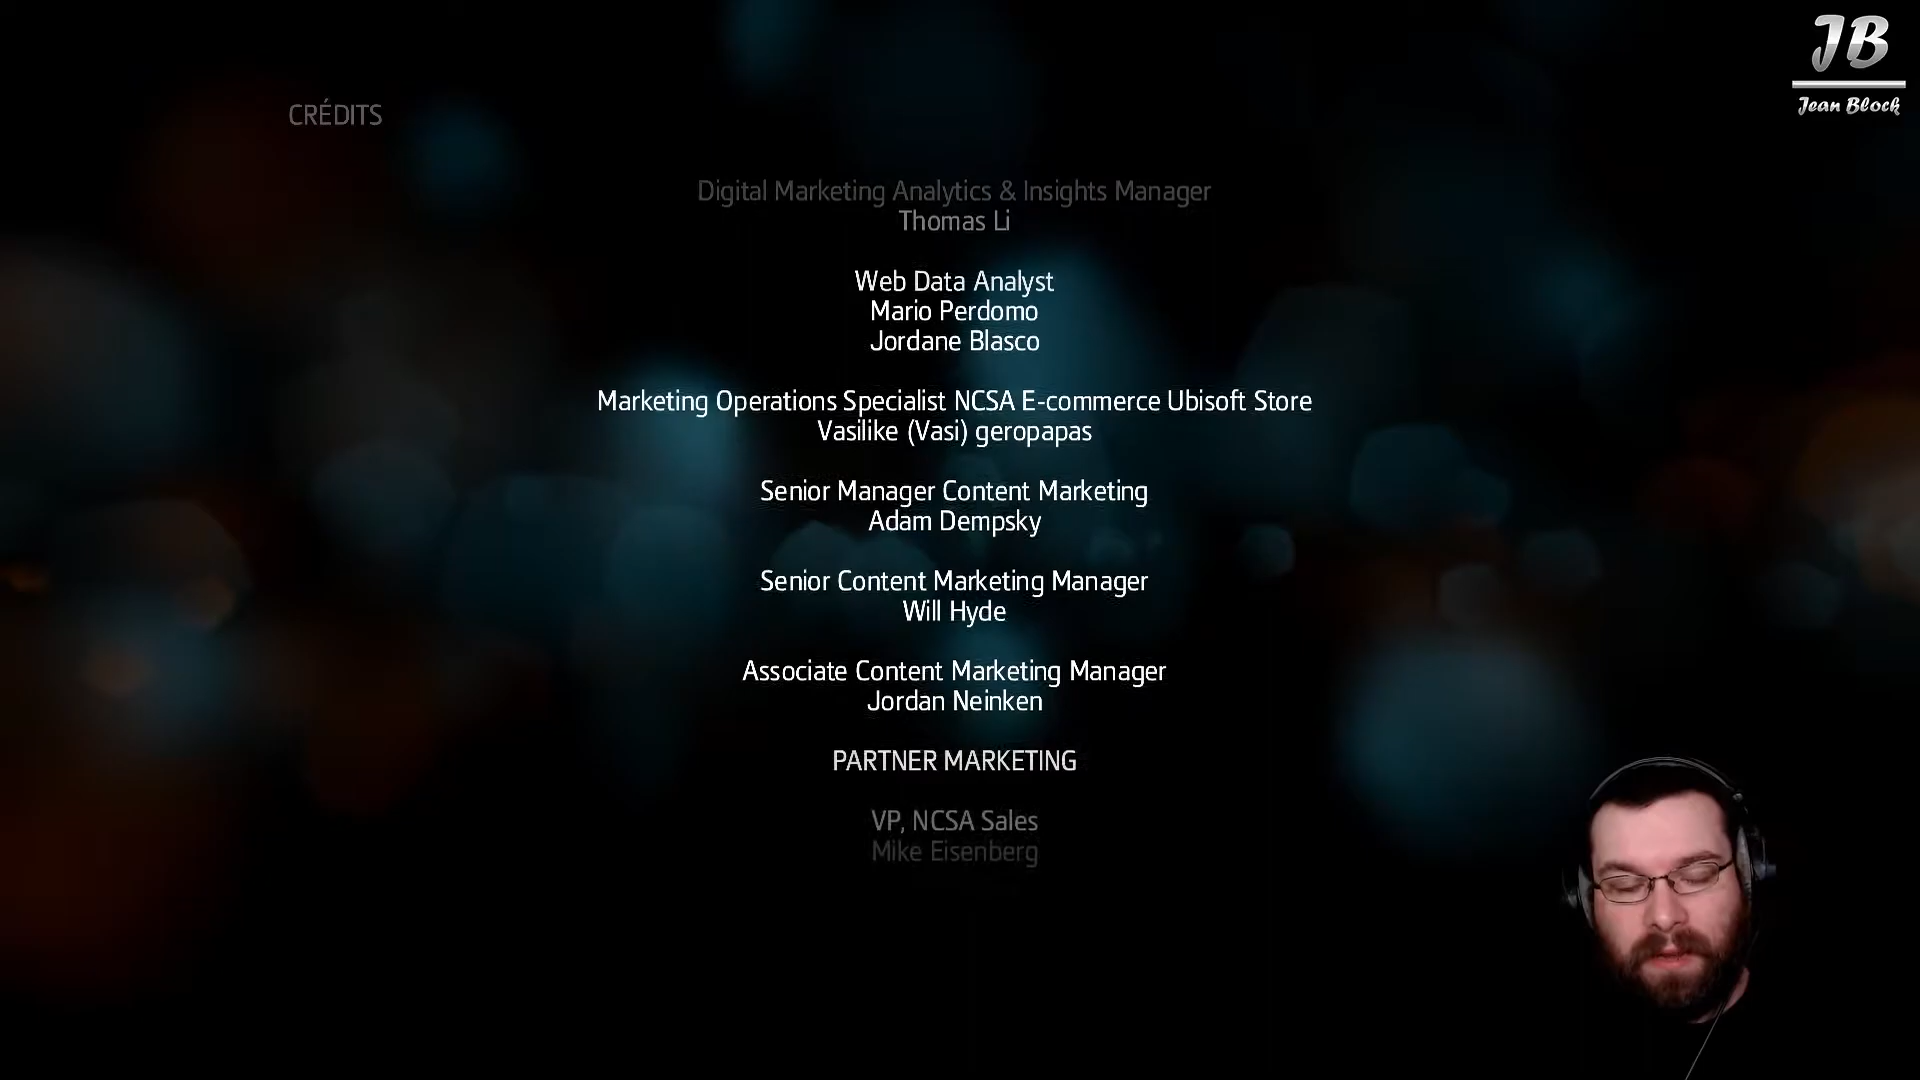 JB
Jean Block
CRÉDITS
Digital Marketing Analytics & Insights Manager
Thomas Li
Web Data Analyst
Mario Perdomo
Jordane Blasco
Marketing Operations Specialist NCSA E-commerce Ubisoft Store
Vasilike (Vasi) geropapas
Senior Manager Content Marketing
Adam Dempsky
Senior Content Marketing Manager
Will Hyde
Associate Content Marketing Manager
Jordan Neinken
PARTNER MARKETING
VP, NCSA Sales
Mike Eisenberg